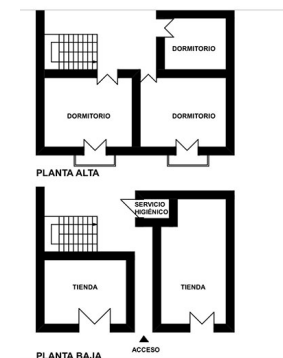 DORMITORIO
DORMITORIO
DORMITORIO
PLANTA ALTA
SERVICIO
HIGIÉNICO
TIENDA
TIENDA
ACCESO
PLANTA BAJA